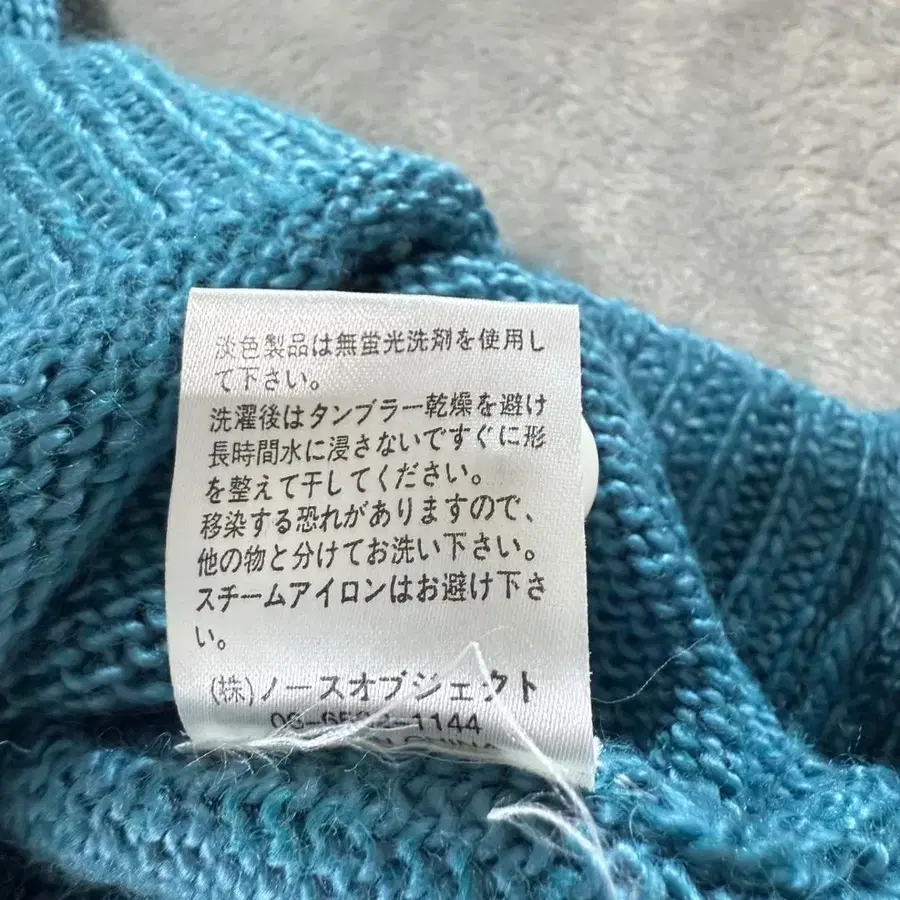 淡色製品は無蛍光洗剤を使用し
て下さい。
洗濯後はタンブラー乾燥を避け
長時間水に浸さないですぐに形
を整えて干してください。
移染する恐れがありますので、
他の物と分けてお洗い下さい。
スチームアイロンはお避け下さ
い。
(株)ノースオブジェクト